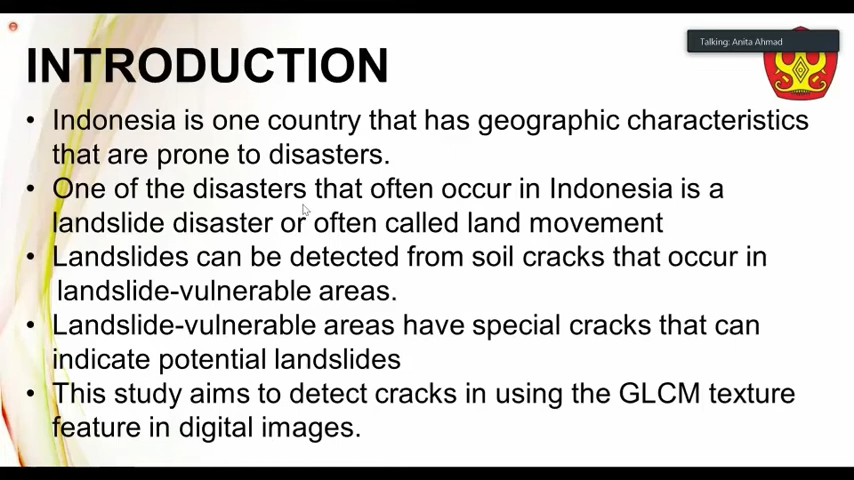 Talking: Anita Ahmad
INTRODUCTION
• Indonesia is one country that has geographic characteristics
that are prone to disasters.
• One of the disasters that often occur in Indonesia is a
landslide disaster or often called land movement
• Landslides can be detected from soil cracks that occur in
landslide-vulnerable areas.
• Landslide-vulnerable areas have special cracks that can
indicate potential landslides
• This study aims to detect cracks in using the GLCM texture
feature in digital images.